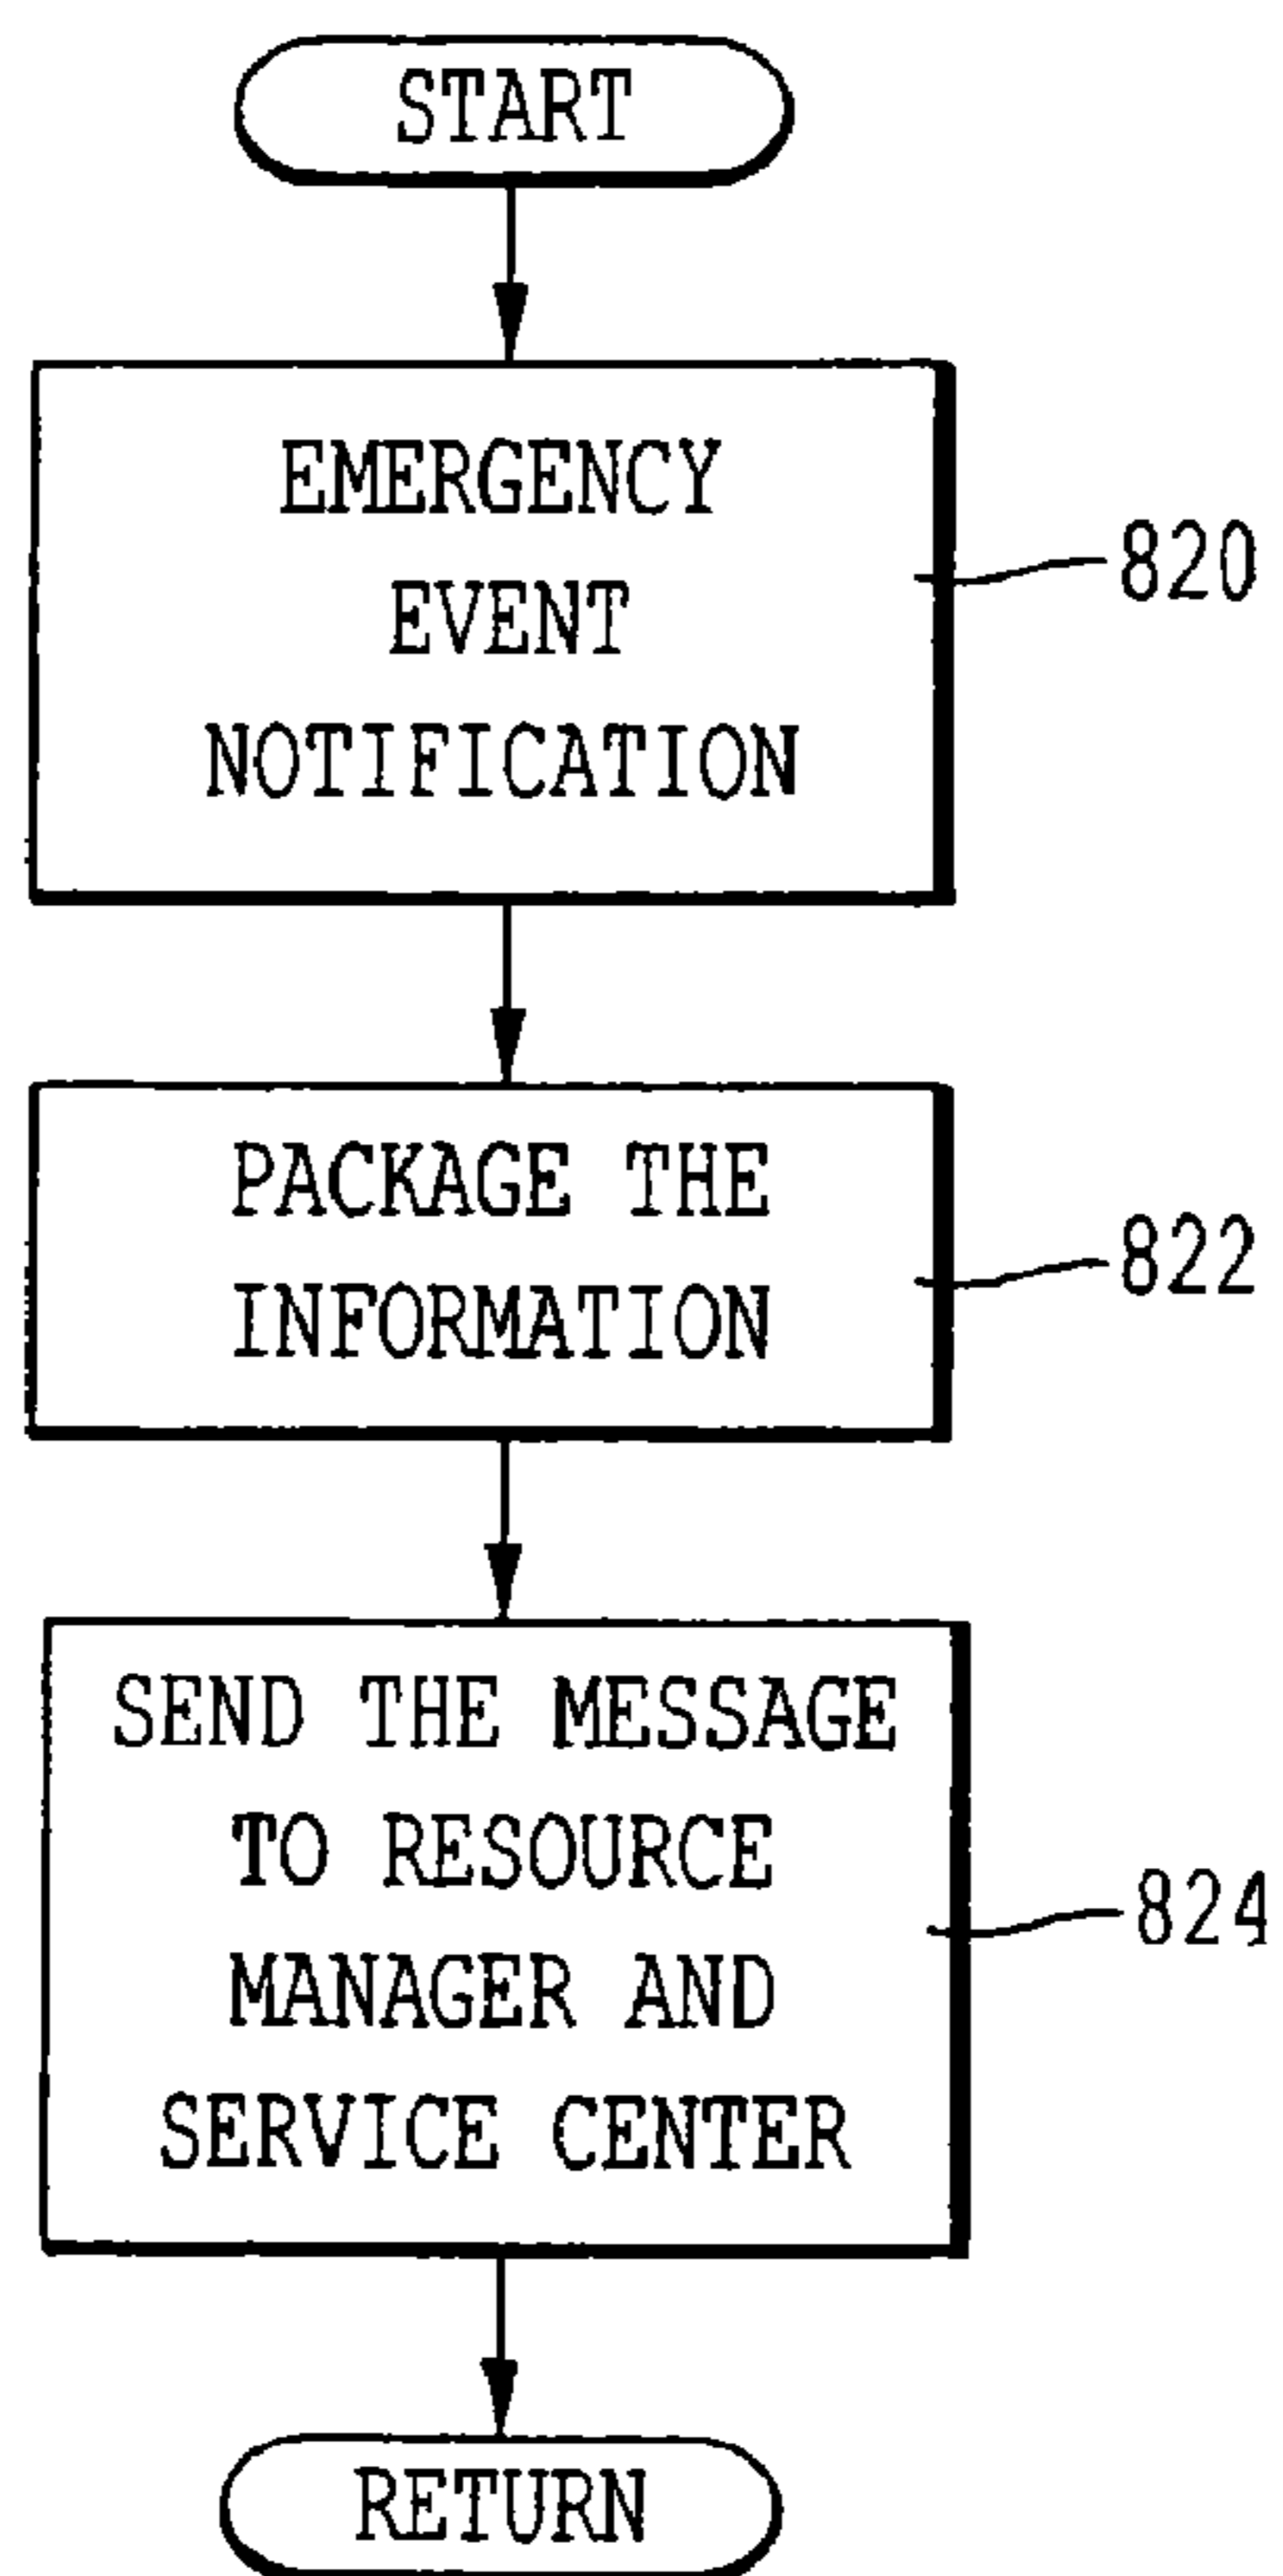 START
EMERGENCY
EVENT
NOTIFICATION
820
PACKAGE THE
INFORMATION
822
SEND THE MESSAGE
TO RESOURCE
MANAGER AND
SERVICE CENTER
824
RETURN